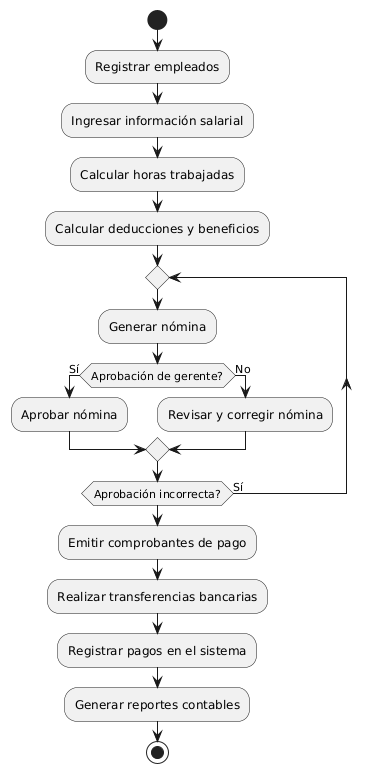 Registrar empleados
Ingresar información salarial
Calcular horas trabajadas
Calcular deducciones y beneficios
Generar nómina
Sí
Aprobación de gerente?
No
Aprobar nómina
Revisar y corregir nómina
Aprobación incorrecta?
Sí
Emitir comprobantes de pago
Realizar transferencias bancarias
Registrar pagos en el sistema
Generar reportes contables